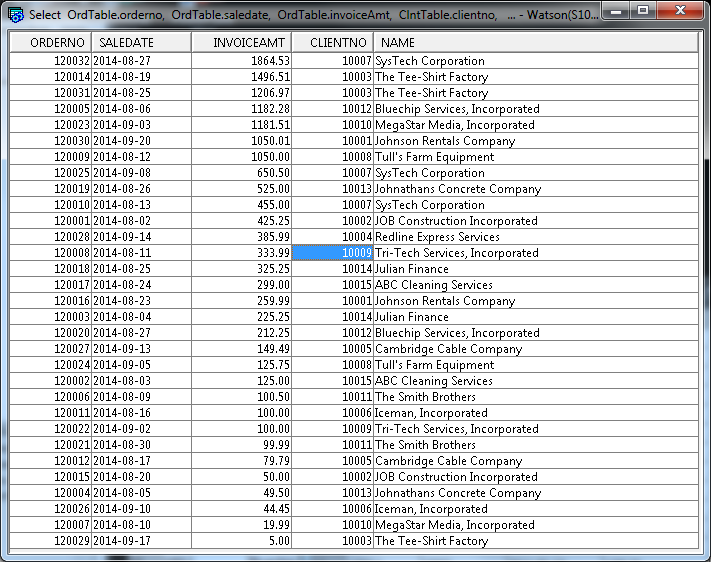 Select OrdTable.orderno, OrdTable.saledate, OrdTable.invoiceAmt, ClntTable.clientno, ... - Watson(S10...
ORDERNO SALEDATE INVOICEAMT CLIENTNO NAME
120032 2014-08-27 1864.53 10007 SysTech Corporation
120014 2014-08-19 1496.51 10003 The Tee-Shirt Factory
120031 2014-08-25 1206.97 10003 The Tee-Shirt Factory
120005 2014-08-06 1182.28 10012 Bluechip Services, Incorporated
120023 2014-09-03 1181.51 10010 MegaStar Media, Incorporated
120030 2014-09-20 1050.01 10001 Johnson Rentals Company
120009 2014-08-12 1050.00 10008 Tull's Farm Equipment
120025 2014-09-08 650.50 10007 SysTech Corporation
120019 2014-08-26 525.00 10013 Johnathans Concrete Company
120010 2014-08-13 455.00 10007 SysTech Corporation
120001 2014-08-02 425.25 10002 JOB Construction Incorporated
120028 2014-09-14 385.99 10004 Redline Express Services
120008 2014-08-11 333.99 10009 Tri-Tech Services, Incorporated
120018 2014-08-25 325.25 10014 Julian Finance
120017 2014-08-24 299.00 10015 ABC Cleaning Services
120016 2014-08-23 259.99 10001 Johnson Rentals Company
120003 2014-08-04 225.25 10014 Julian Finance
120020 2014-08-27 212.25 10012 Bluechip Services, Incorporated
120027 2014-09-13 149.49 10005 Cambridge Cable Company
120024 2014-09-05 125.75 10008 Tull's Farm Equipment
120002 2014-08-03 125.00 10015 ABC Cleaning Services
120006 2014-08-09 100.50 10011 The Smith Brothers
120011 2014-08-16 100.00 10006 Iceman, Incorporated
120022 2014-09-02 100.00 10009 Tri-Tech Services, Incorporated
120021 2014-08-30 99.99 10011 The Smith Brothers
120012 2014-08-17 79.79 10005 Cambridge Cable Company
120015 2014-08-20 50.00 10002 JOB Construction Incorporated
120004 2014-08-05 49.50 10013 Johnathans Concrete Company
120026 2014-09-10 44.45 10006 Iceman, Incorporated
120007 2014-08-10 19.99 10010 MegaStar Media, Incorporated
120029 2014-09-17 5.00 10003 The Tee-Shirt Factory